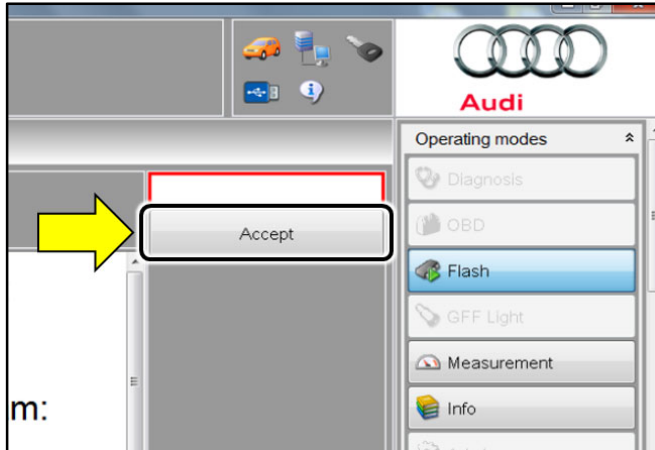 Audi
Operating modes
Diagnosis
OBD
Accept
Flash
GFF Light
Measurement
m:
Info